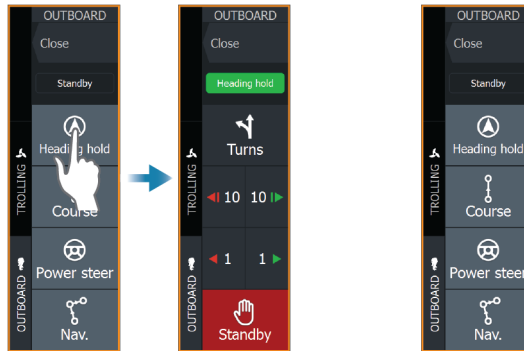 OUTBOARD
Close
Standby
Heading hold
Course
Power steer
Nav.
TROLLING
OUTBOARD
OUTBOARD
Close
Heading hold
Turns
10 10
1 1
Standby
TROLLING
OUTBOARD
OUTBOARD
Close
Standby
Heading hold
Course
Power steer
Nav.
TROLLING
OUTBOARD